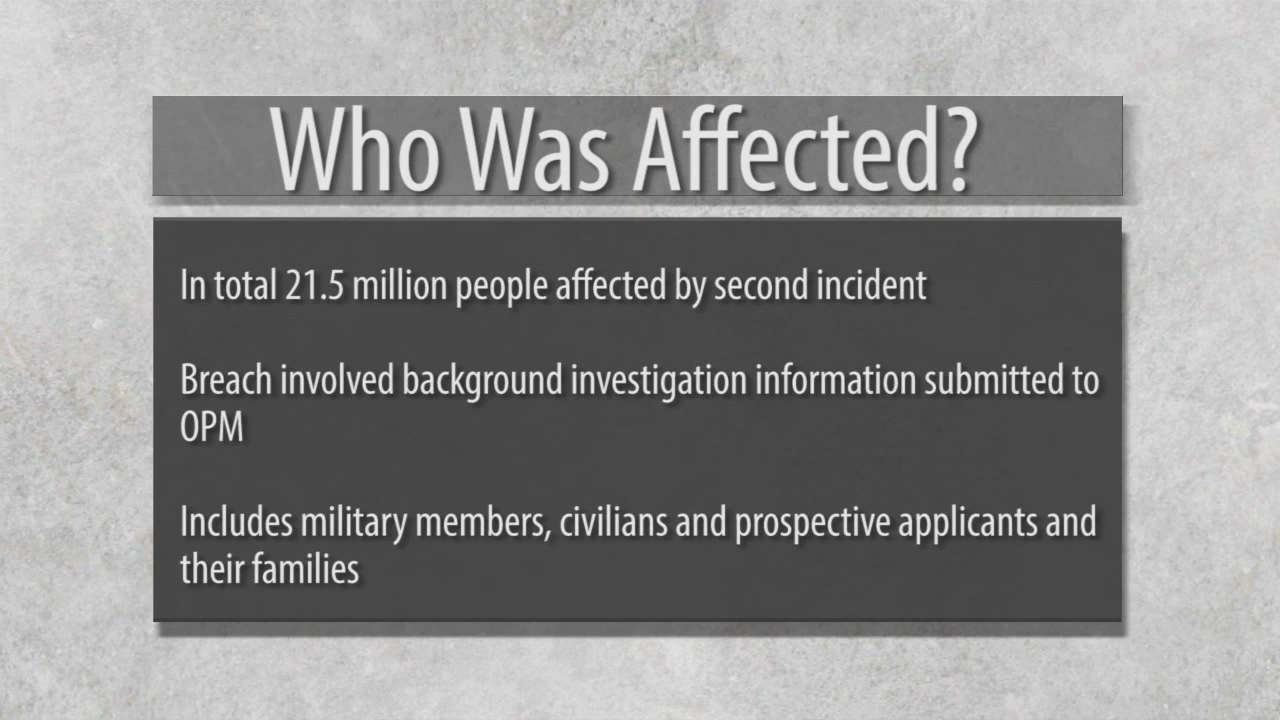 Who Was Affected?
In total 21.5 million people affected by second incident
Breach involved background investigation information submitted to
OPM
Includes military members, civilians and prospective applicants and
their families